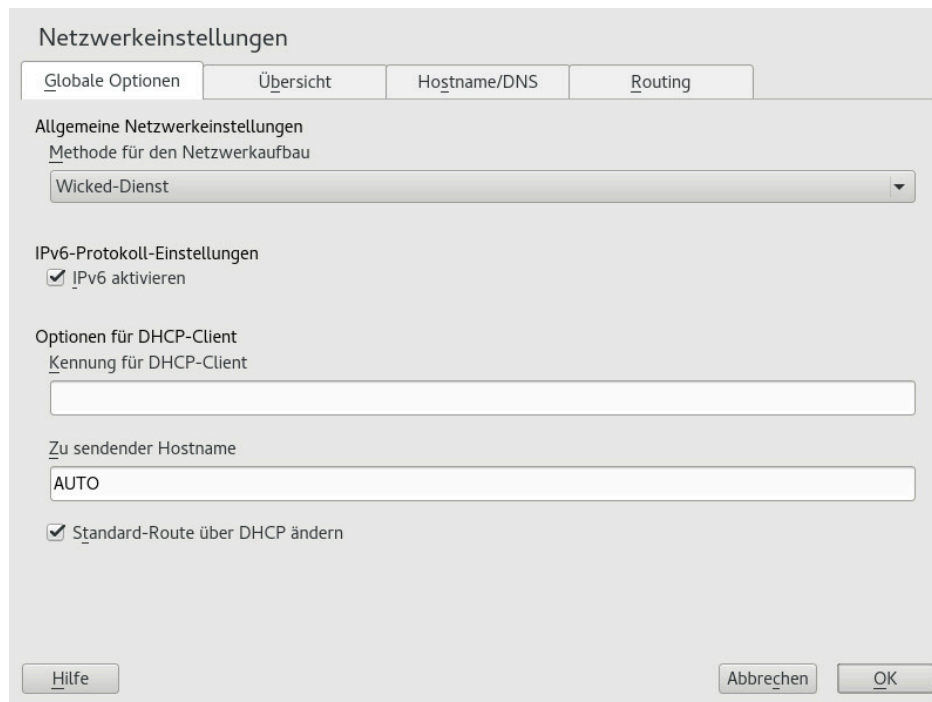 Netzwerkeinstellungen
Globale Optionen
Übersicht
Hostname/DNS
Routing
Allgemeine Netzwerkeinstellungen
Methode für den Netzwerkaufbau
Wicked-Dienst
IPv6-Protokoll-Einstellungen
IPv6 aktivieren
Optionen für DHCP-Client
Kennung für DHCP-Client
Zu sendender Hostname
AUTO
Standard-Route über DHCP ändern
Hilfe
Abbrechen
OK